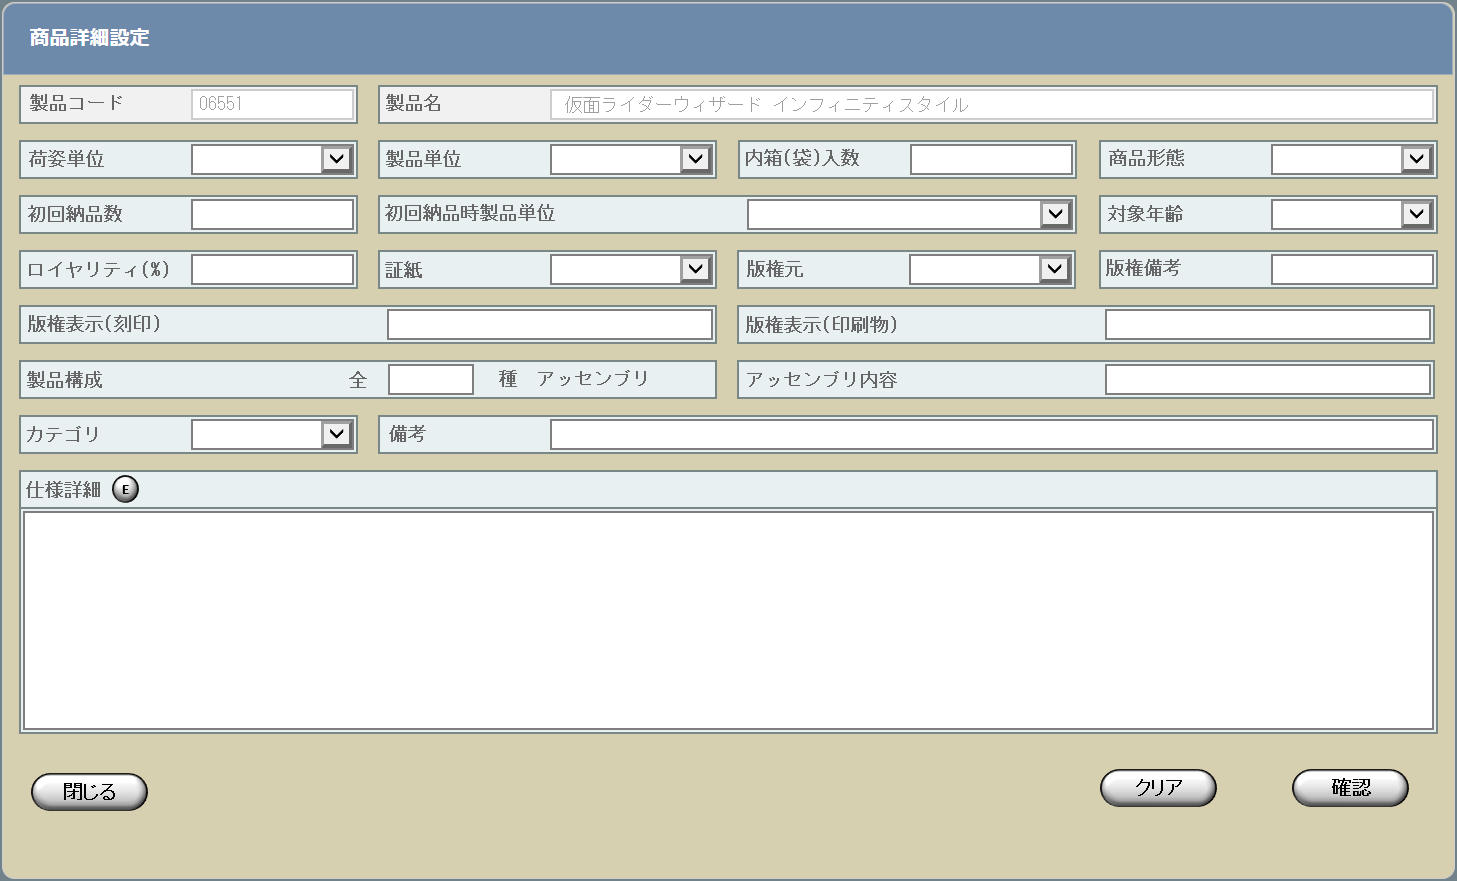 商品詳細設定
製品コード 06551 製品名 仮面ライダーウィザード インフィニティスタイル
荷姿単位 製品単位 内箱(袋)入数 商品形態
初回納品数 初回納品時製品単位 対象年齢
ロイヤリティ(%) 証紙 版権元 版権備考
版権表示(刻印) 版権表示(印刷物)
製品構成 全 種 アッセンブリ アッセンブリ内容
カテゴリ 備考
仕様詳細 E
閉じる クリア 確認